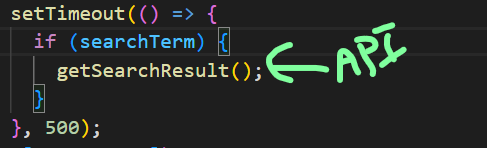 setTimeout(() => {
if (searchTerm) {
getSearchResult(); API
}
}, 500);